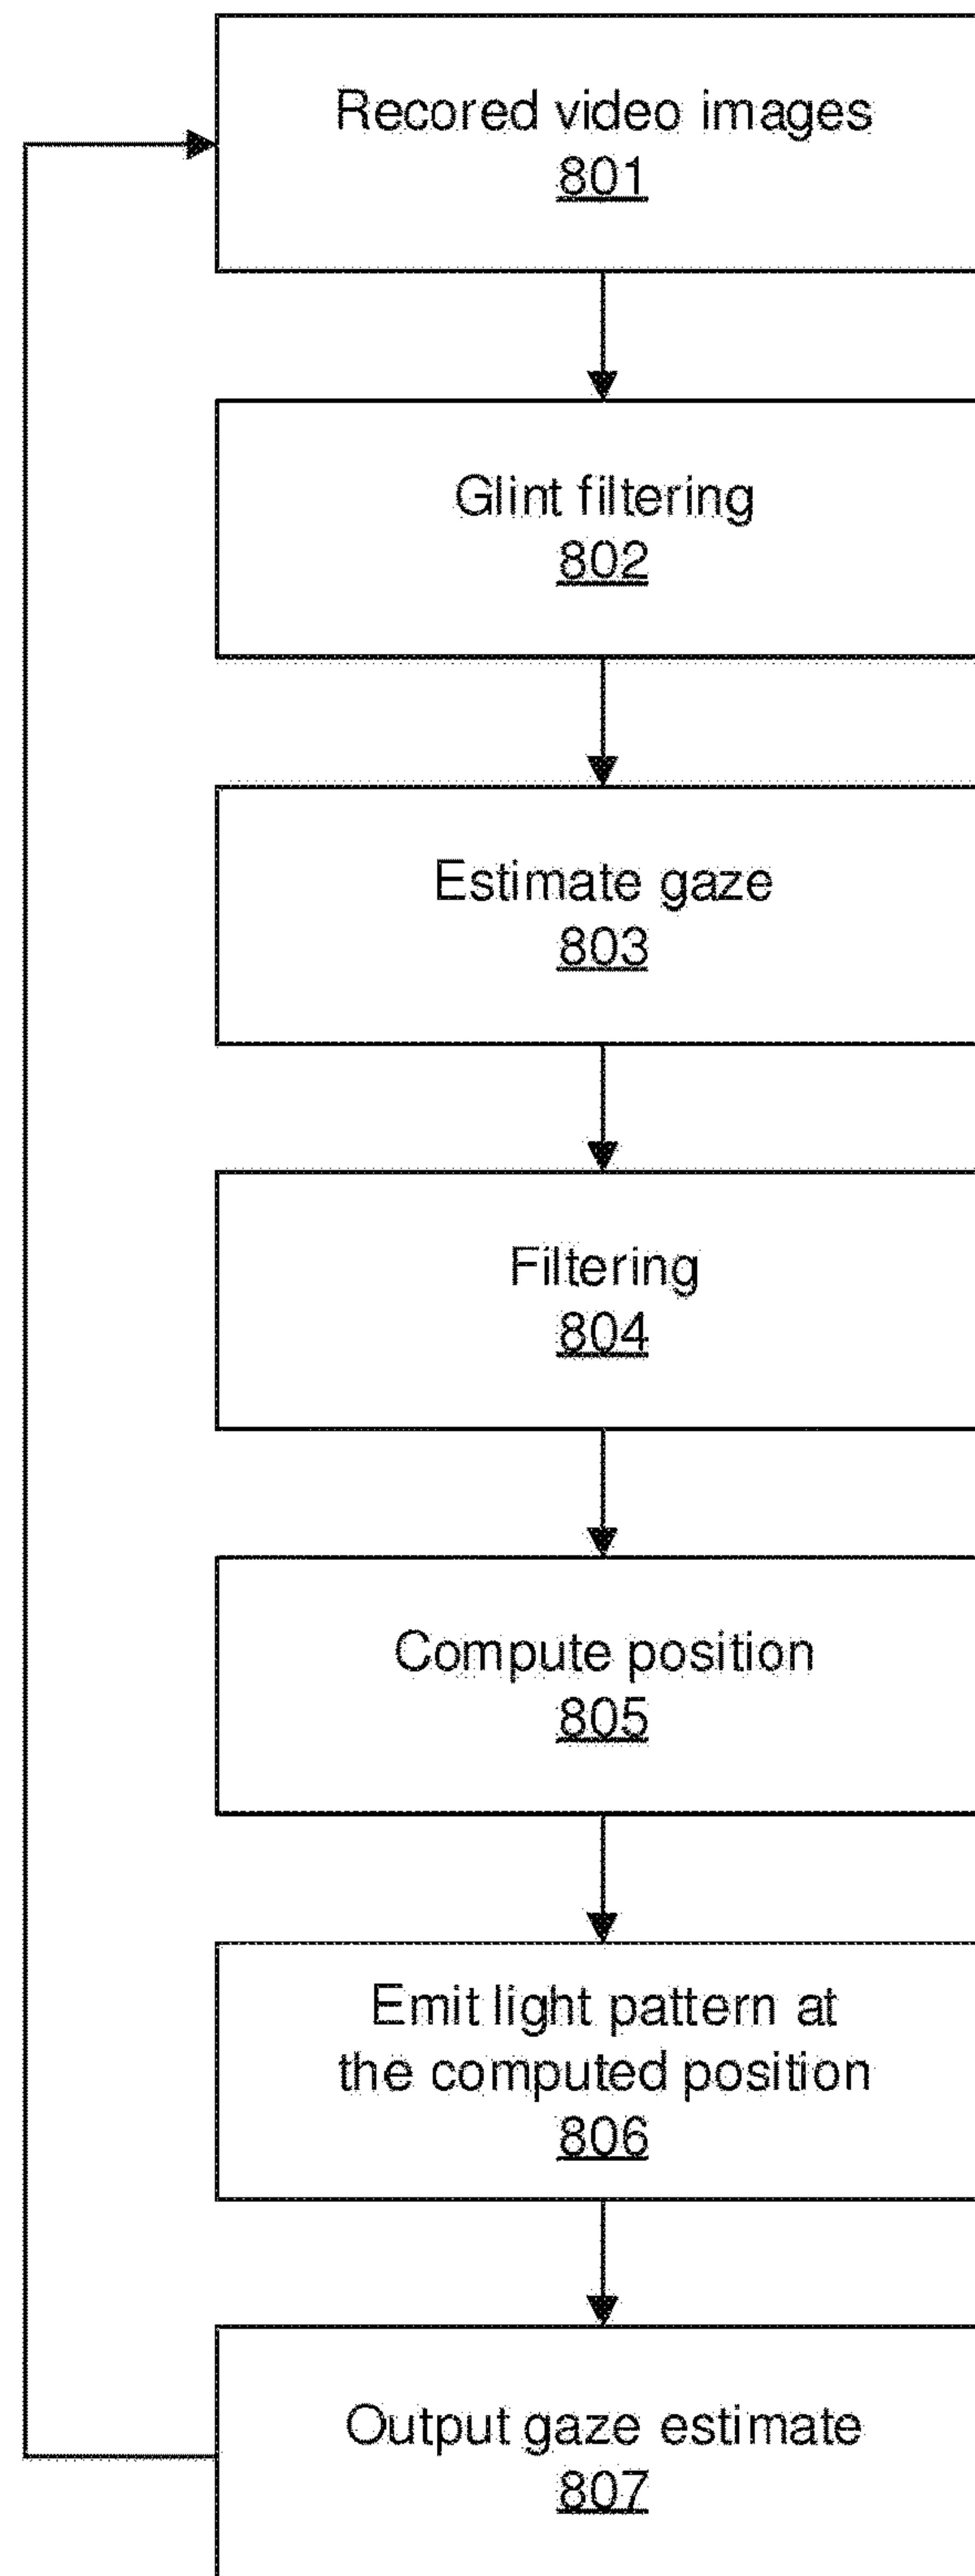 Recored video images
801
Glint filtering
802
Estimate gaze
803
Filtering
804
Compute position
805
Emit light pattern at
the computed position
806
Output gaze estimate
807